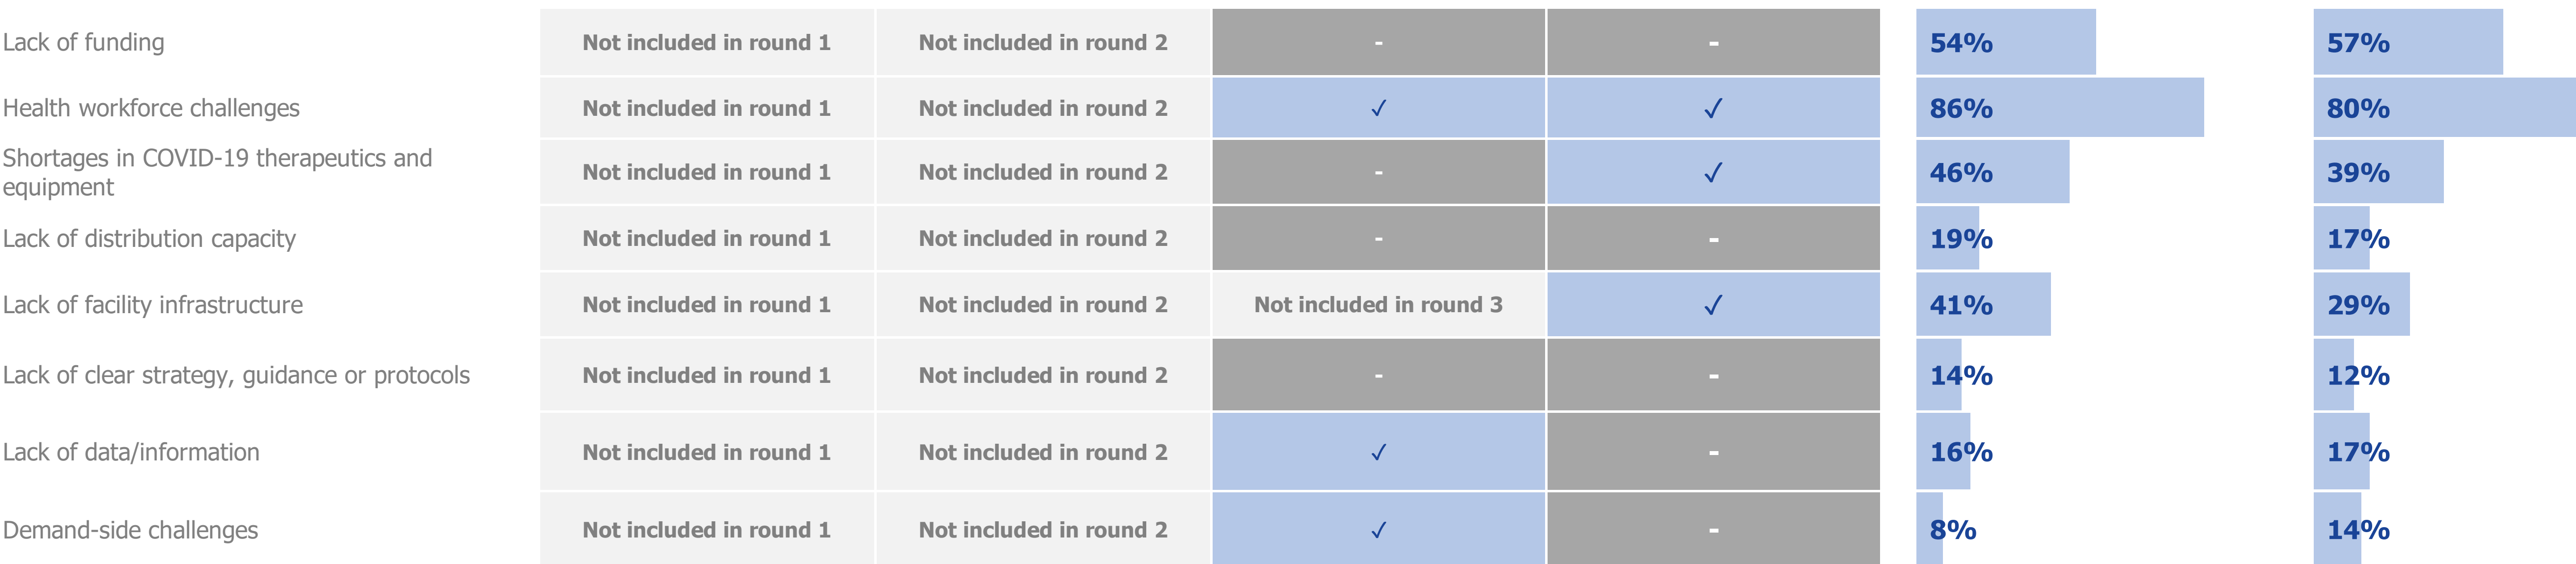 Lack of funding Not included in round 1 Not included in round 2 - - 54% 57%
Health workforce challenges Not included in round 1 Not included in round 2 ✓ ✓ 86% 80%
Shortages in COVID-19 therapeutics and
equipment Not included in round 1 Not included in round 2 - ✓ 46% 39%
Lack of distribution capacity Not included in round 1 Not included in round 2 - - 19% 17%
Lack of facility infrastructure Not included in round 1 Not included in round 2 Not included in round 3 ✓ 41% 29%
Lack of clear strategy, guidance or protocols Not included in round 1 Not included in round 2 - - 14% 12%
Lack of data/information Not included in round 1 Not included in round 2 ✓ - 16% 17%
Demand-side challenges Not included in round 1 Not included in round 2 ✓ - 8% 14%